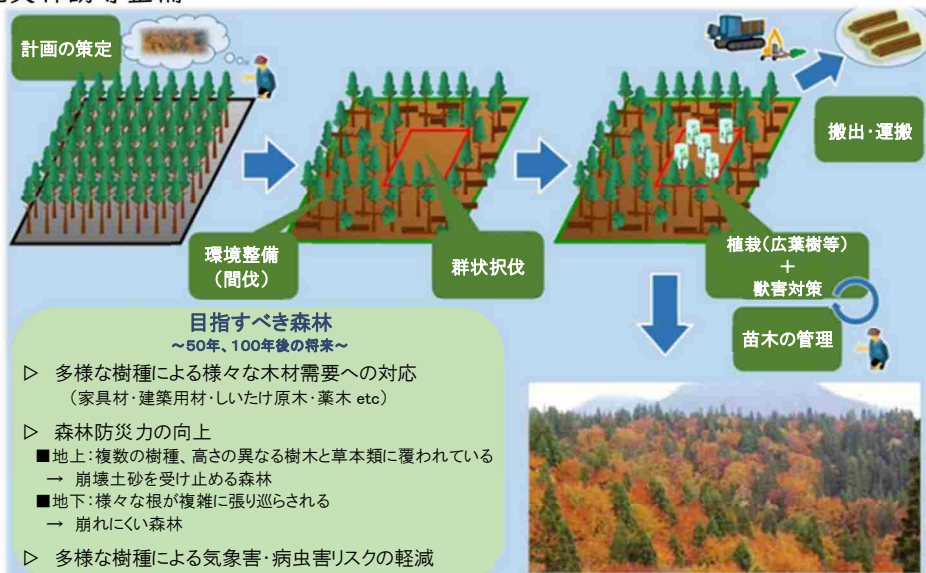 計画の策定
搬出・運搬
環境整備
（間伐）
群状択伐
植栽（広葉樹等）
＋
獣害対策
苗木の管理
目指すべき森林
～50年、100年後の将来～
▷ 多様な樹種による様々な木材需要への対応
（家具材・建築用材・しいたけ原木・薬木 etc）
▷ 森林防災力の向上
■地上：複数の樹種、高さの異なる樹木と草本類に覆われている
→ 崩壊土砂を受け止める森林
■地下：様々な根が複雑に張り巡らされる
→ 崩れにくい森林
▷ 多様な樹種による気象害・病虫害リスクの軽減